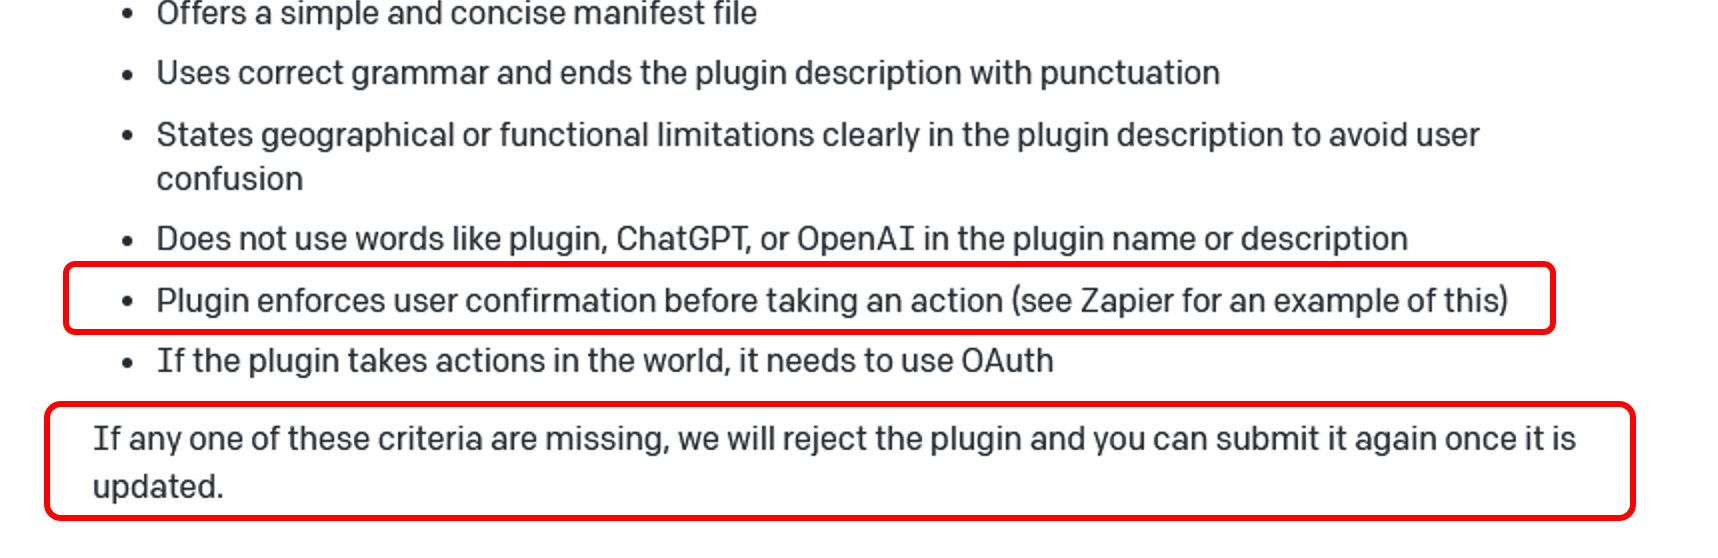 • Offers a simple and concise manifest file
• Uses correct grammar and ends the plugin description with punctuation
• States geographical or functional limitations clearly in the plugin description to avoid user
confusion
• Does not use words like plugin, ChatGPT, or OpenAI in the plugin name or description
• Plugin enforces user confirmation before taking an action (see Zapier for an example of this)
• If the plugin takes actions in the world, it needs to use OAuth
If any one of these criteria are missing, we will reject the plugin and you can submit it again once it is
updated.